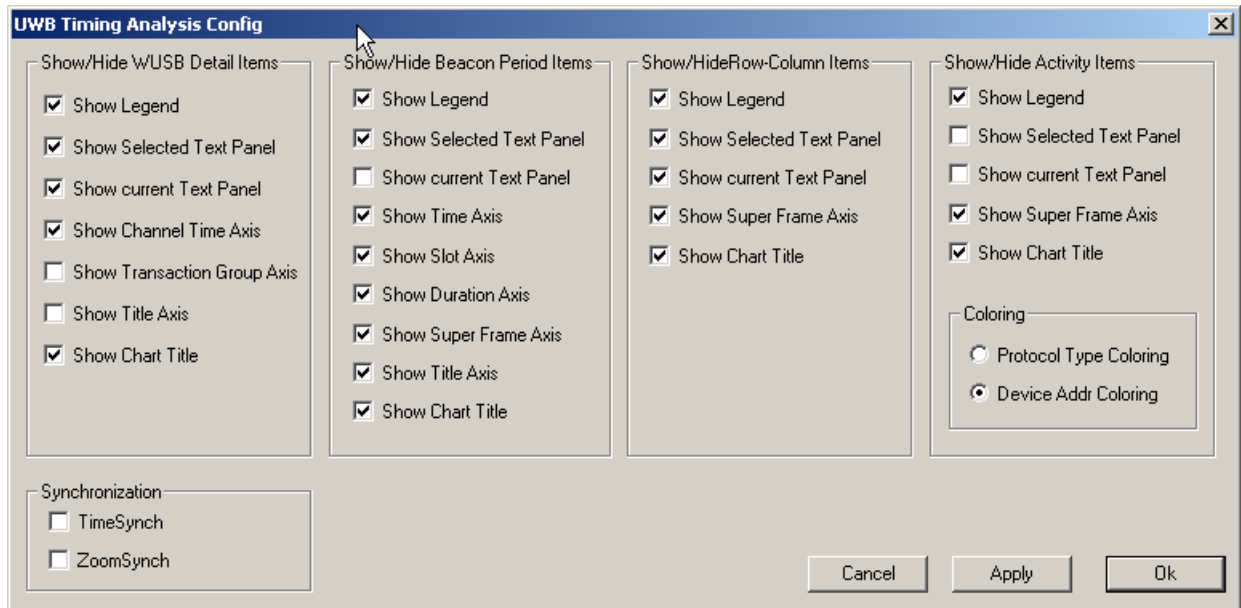 UWB Timing Analysis Config
Show/Hide WUSB Detail Items
Show Legend
Show Selected Text Panel
Show current Text Panel
Show Channel Time Axis
Show Transaction Group Axis
Show Title Axis
Show Chart Title
Show/Hide Beacon Period Items
Show Legend
Show Selected Text Panel
Show current Text Panel
Show Time Axis
Show Slot Axis
Show Duration Axis
Show Super Frame Axis
Show Title Axis
Show Chart Title
Show/HideRow-Column Items
Show Legend
Show Selected Text Panel
Show current Text Panel
Show Super Frame Axis
Show Chart Title
Show/Hide Activity Items
Show Legend
Show Selected Text Panel
Show current Text Panel
Show Super Frame Axis
Show Chart Title
Coloring
Protocol Type Coloring
Device Addr Coloring
Synchronization
TimeSynch
ZoomSynch
Cancel
Apply
Ok